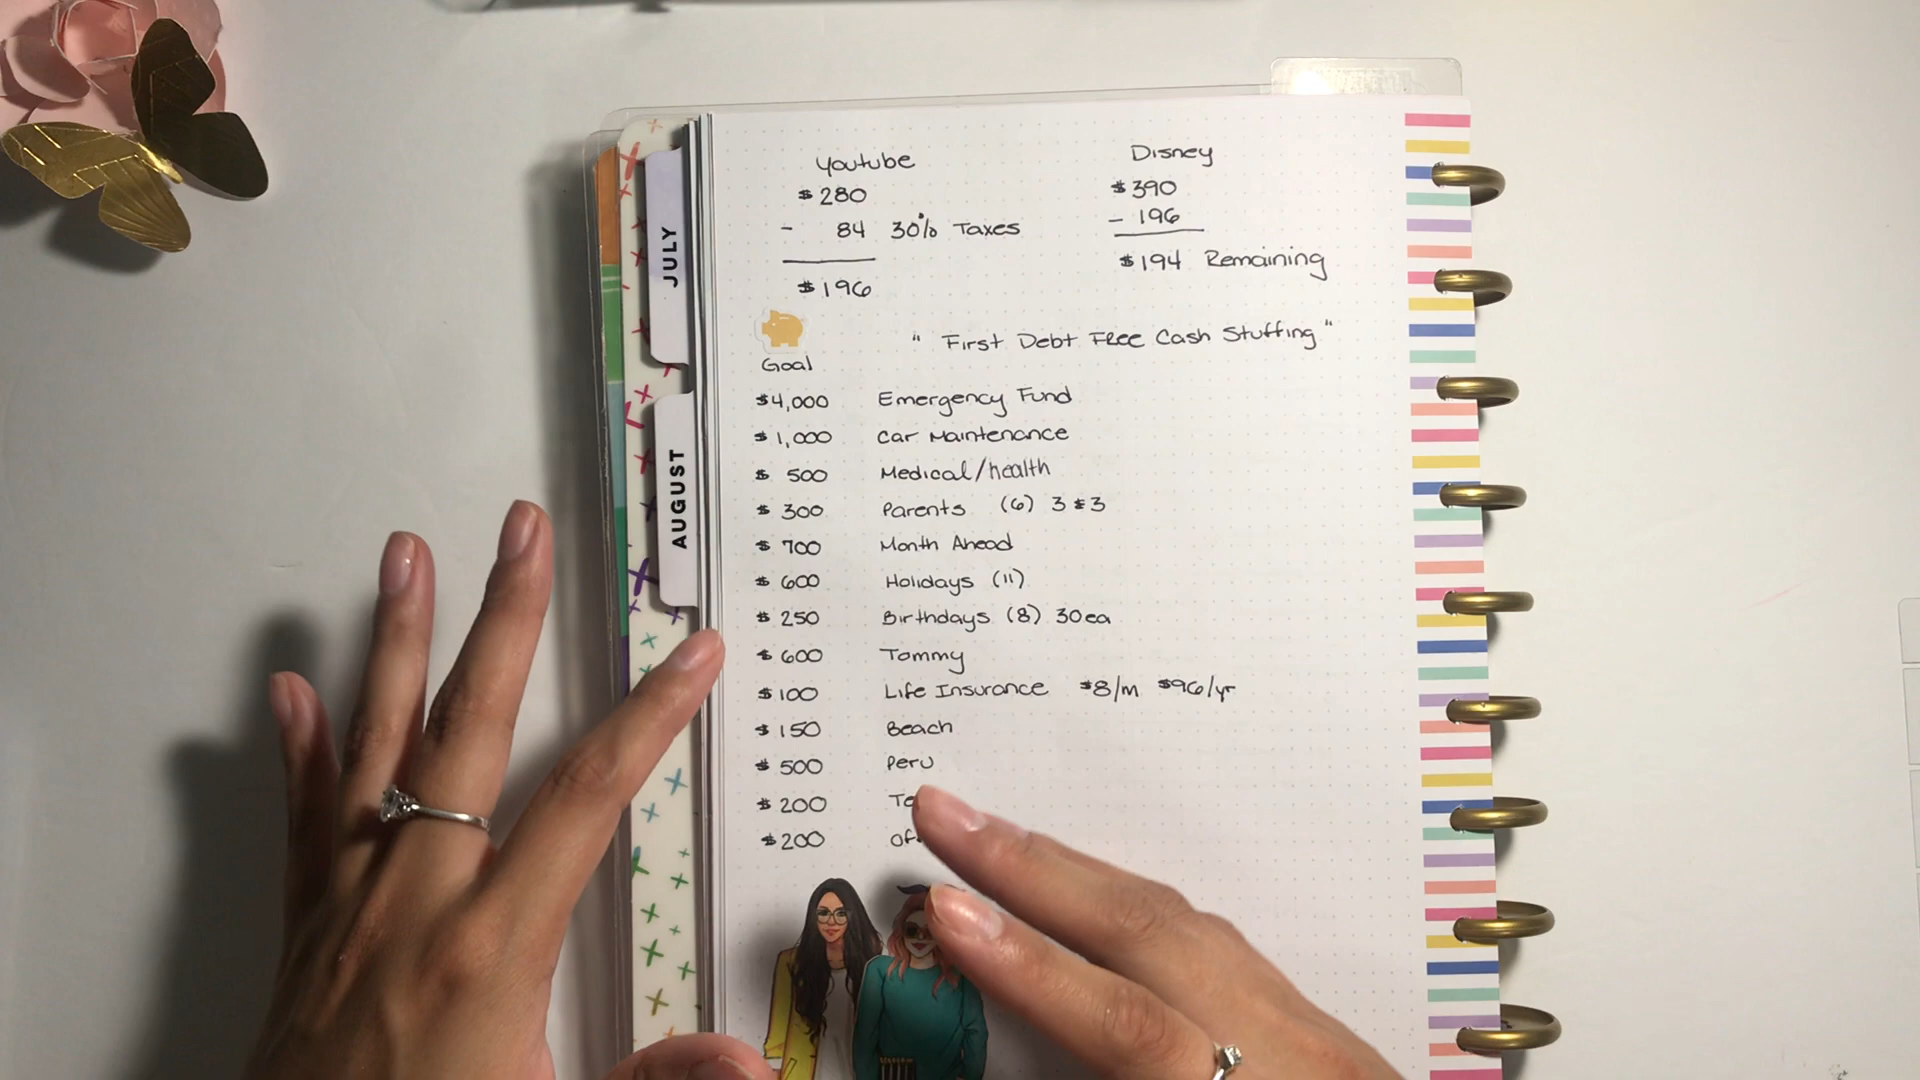 Youtube
$280
- 84 30% Taxes
$196
Disney
$390
- 196
$194 Remaining
"First Debt Free Cash Stuffing"
Goal
$4,000 Emergency Fund
$1,000 Car Maintenance
$ 500 Medical/health
$ 300 Parents (6) 3 $ 3
$ 700 Month Ahead
$ 600 Holidays (11)
$ 250 Birthdays (8) 30ea
$ 600 Tommy
$100 Life Insurance $8/m $96/yr
$150 Beach
$ 500 Peru
$ 200
$200
JULY
AUGUST